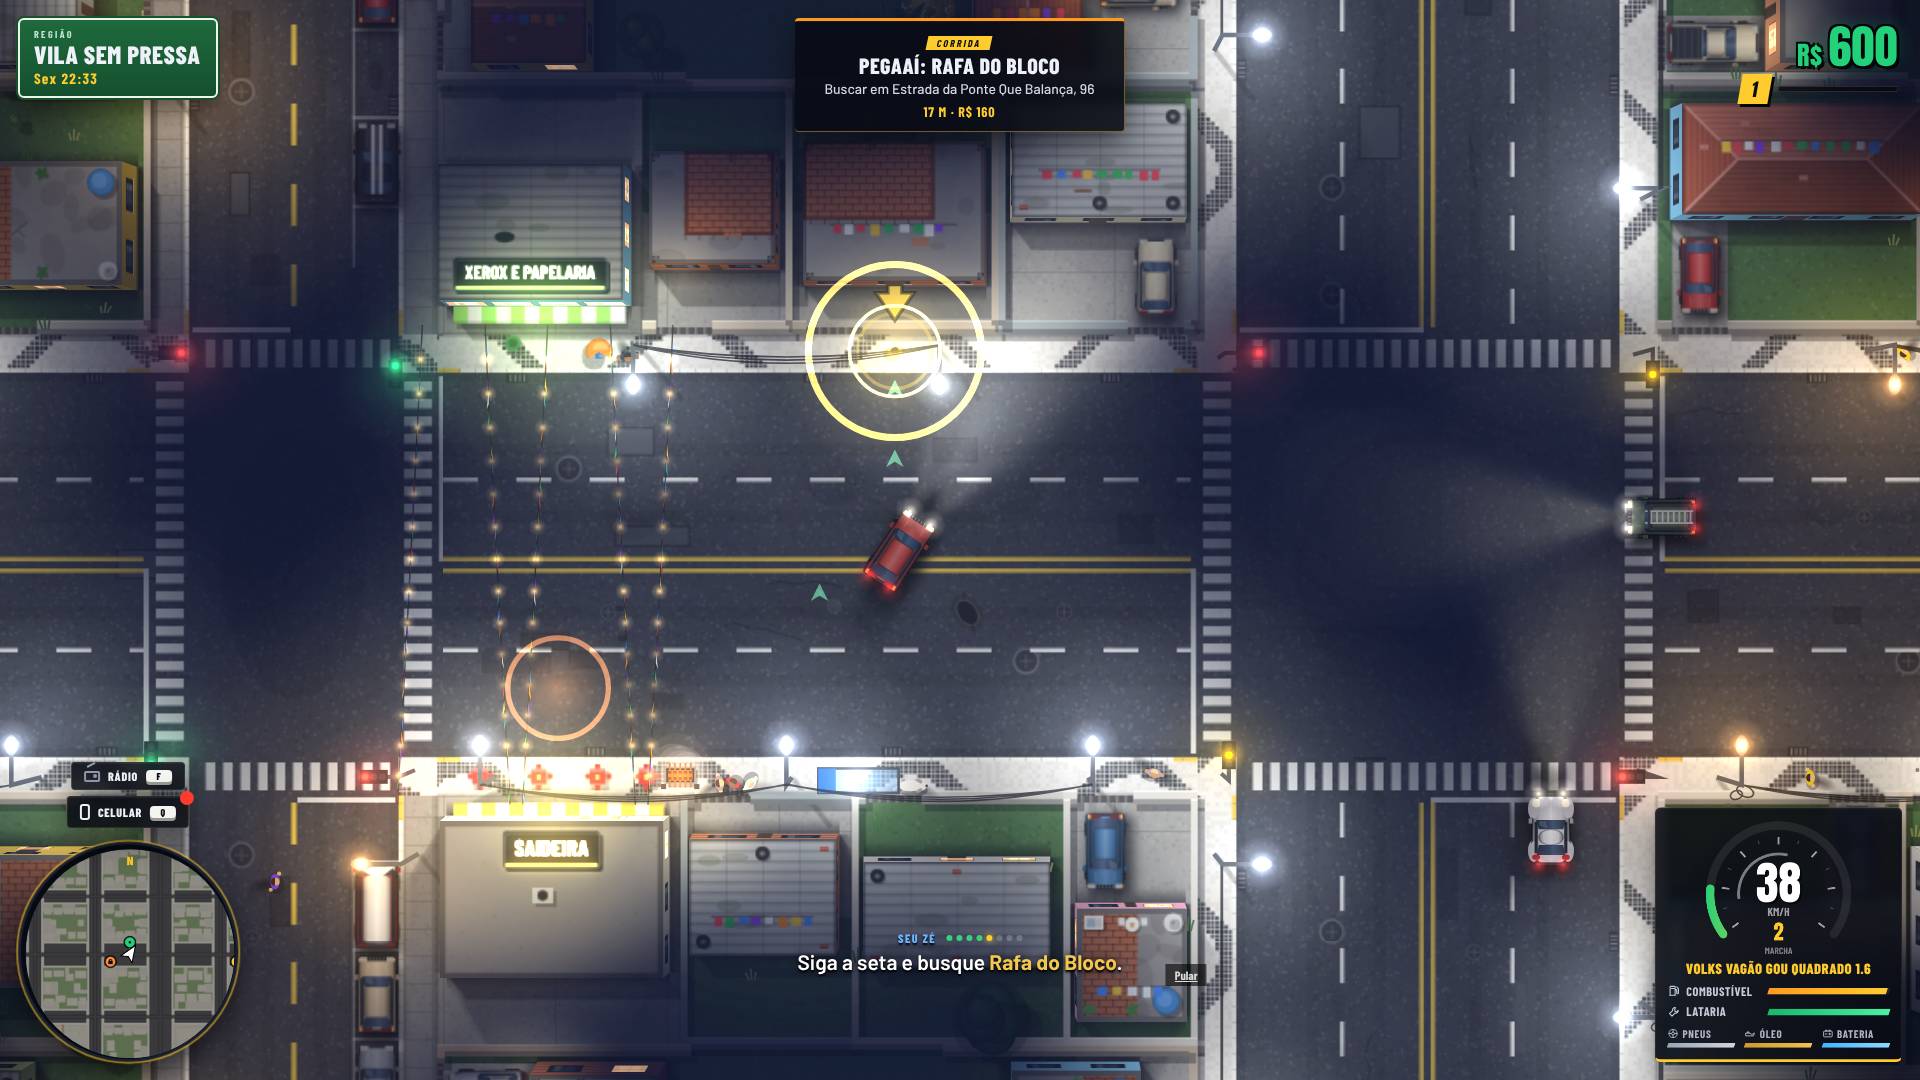 REGIÃO
VILA SEM PRESSA
Sex 22:33
CORRIDA
PEGAAÍ: RAFA DO BLOCO
Buscar em Estrada da Ponte Que Balança, 96
17 M · R$ 160
R$ 600
1
XEROX E PAPELARIA
RÁDIO F
CELULAR Q
N
SAIDEIRA
SEU ZÉ
Siga a seta e busque Rafa do Bloco.
Pular
38
KM/H
2
MARCHA
VOLKS VAGÃO GOU QUADRADO 1.6
COMBUSTÍVEL
LATARIA
PNEUS ÓLEO BATERIA